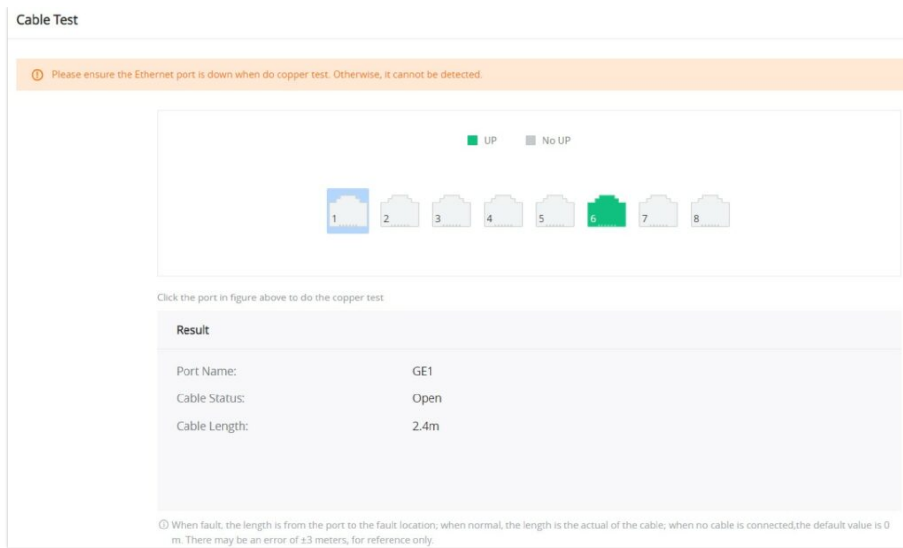 Cable Test
Please ensure the Ethernet port is down when do copper test. Otherwise, it cannot be detected.
UP No UP
1 2 3 4 5 6 7 8
Click the port in figure above to do the copper test
Result
Port Name: GE1
Cable Status: Open
Cable Length: 2.4m
When fault, the length is from the port to the fault location; when normal, the length is the actual of the cable; when no cable is connected,the default value is 0
m. There may be an error of ±3 meters, for reference only.